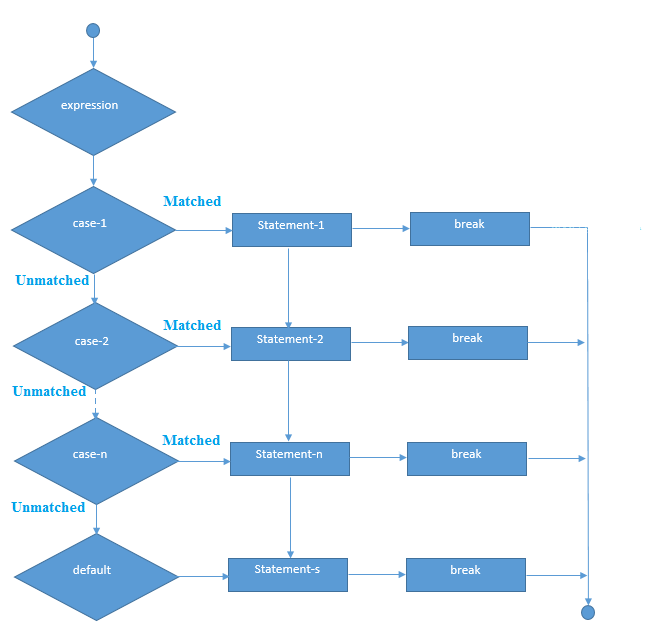 expression
Matched
case-1
Statement-1
break
Unmatched
Matched
case-2
Statement-2
break
Unmatched
Matched
case-n
Statement-n
break
Unmatched
default
Statement-s
break